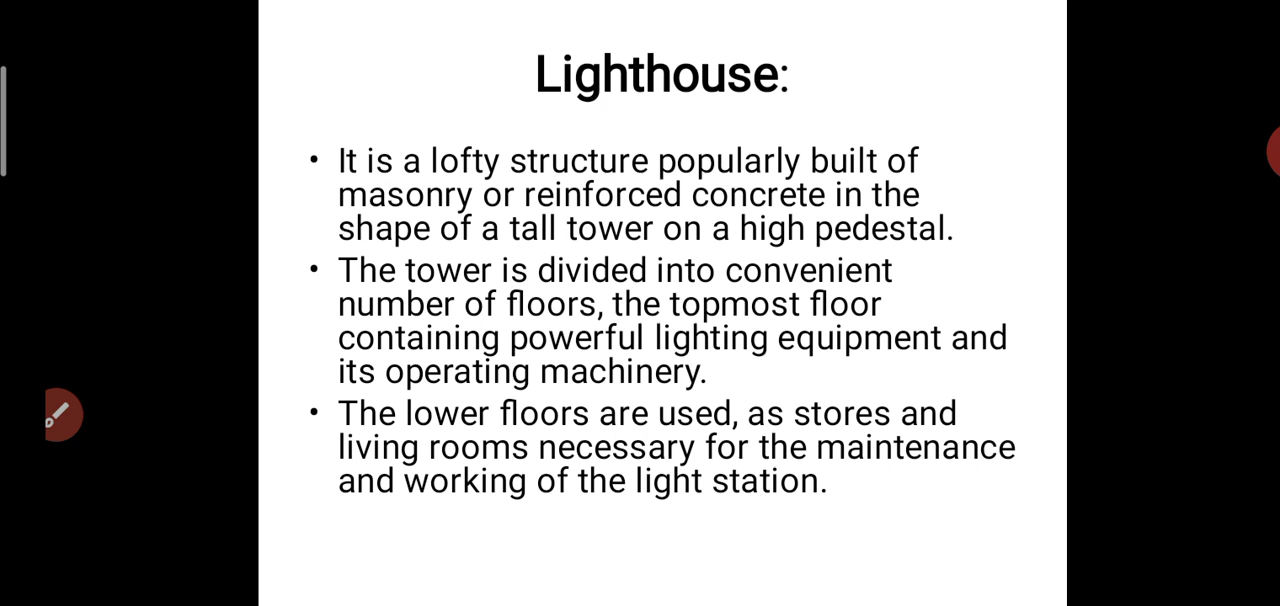 Lighthouse:
• It is a lofty structure popularly built of
masonry or reinforced concrete in the
shape of a tall tower on a high pedestal.
• The tower is divided into convenient
number of floors, the topmost floor
containing powerful lighting equipment and
its operating machinery.
• The lower floors are used, as stores and
living rooms necessary for the maintenance
and working of the light station.